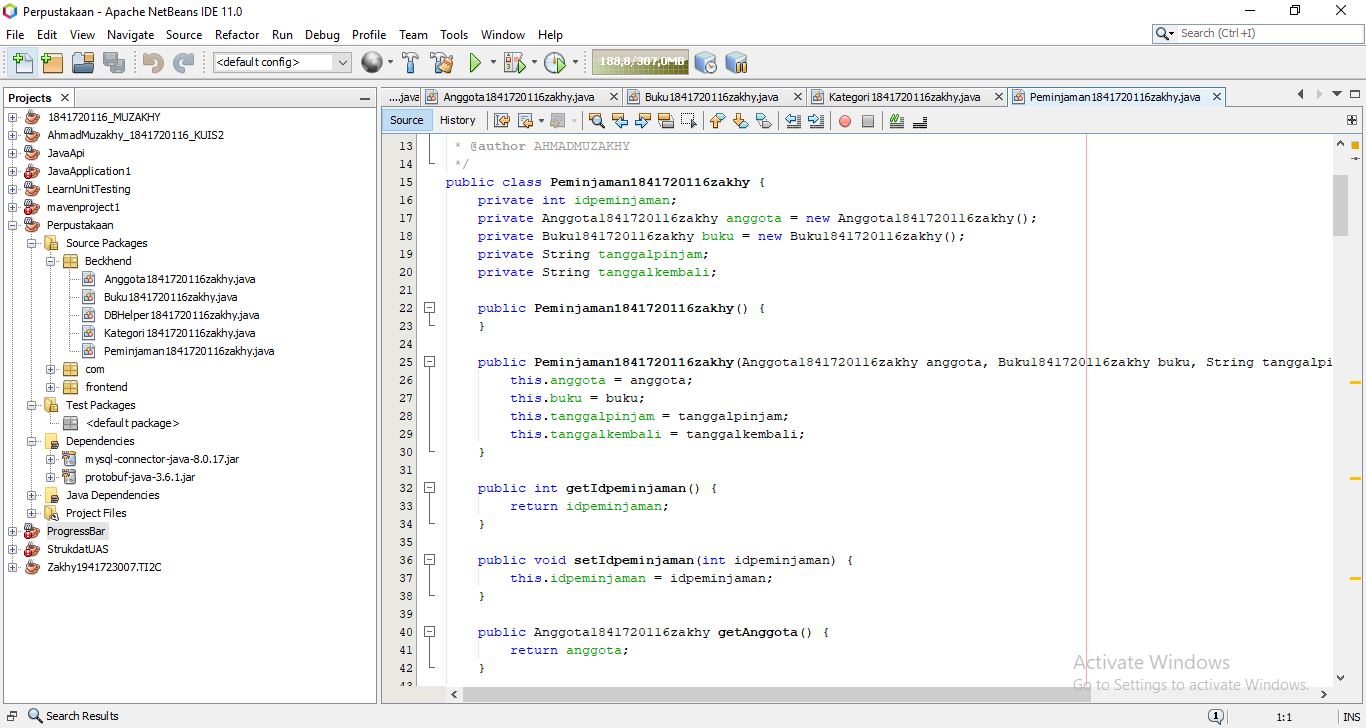 Perpustakaan - Apache NetBeans IDE 11.0
File Edit View Navigate Source Refactor Run Debug Profile Team Tools Window Help
Search (Ctrl+I)
<default config>
188,8/307,0MB
Projects
...java
Anggota1841720116zakhy.java
Buku1841720116zakhy.java
Kategori1841720116zakhy.java
Peminjaman1841720116zakhy.java
1841720116_MUZAKHY
AhmadMuzakhy_1841720116_KUIS2
JavaApi
JavaApplication1
LearnUnitTesting
mavenproject1
Perpustakaan
Source Packages
Beckhend
Anggota1841720116zakhy.java
Buku1841720116zakhy.java
DBHelper1841720116zakhy.java
Kategori1841720116zakhy.java
Peminjaman1841720116zakhy.java
com
frontend
Test Packages
<default package>
Dependencies
mysql-connector-java-8.0.17.jar
protobuf-java-3.6.1.jar
Java Dependencies
Project Files
ProgressBar
StrukdatUAS
Zakhy1941723007.TI2C
Source History
13 * @author AHMADMUZAKHY
14 */
15 public class Peminjaman1841720116zakhy {
16 private int idpeminjaman;
17 private Anggota1841720116zakhy anggota = new Anggota1841720116zakhy();
18 private Buku1841720116zakhy buku = new Buku1841720116zakhy();
19 private String tanggalpinjam;
20 private String tanggalkembali;
21
22 public Peminjaman1841720116zakhy() {
23 }
24
25 public Peminjaman1841720116zakhy(Anggota1841720116zakhy anggota, Buku1841720116zakhy buku, String tanggalpi
26 this.anggota = anggota;
27 this.buku = buku;
28 this.tanggalpinjam = tanggalpinjam;
29 this.tanggalkembali = tanggalkembali;
30 }
31
32 public int getIdpeminjaman() {
33 return idpeminjaman;
34 }
35
36 public void setIdpeminjaman(int idpeminjaman) {
37 this.idpeminjaman = idpeminjaman;
38 }
39
40 public Anggota1841720116zakhy getAnggota() {
41 return anggota;
42 }
43
Activate Windows
Go to Settings to activate Windows.
Search Results
1
1:1
INS